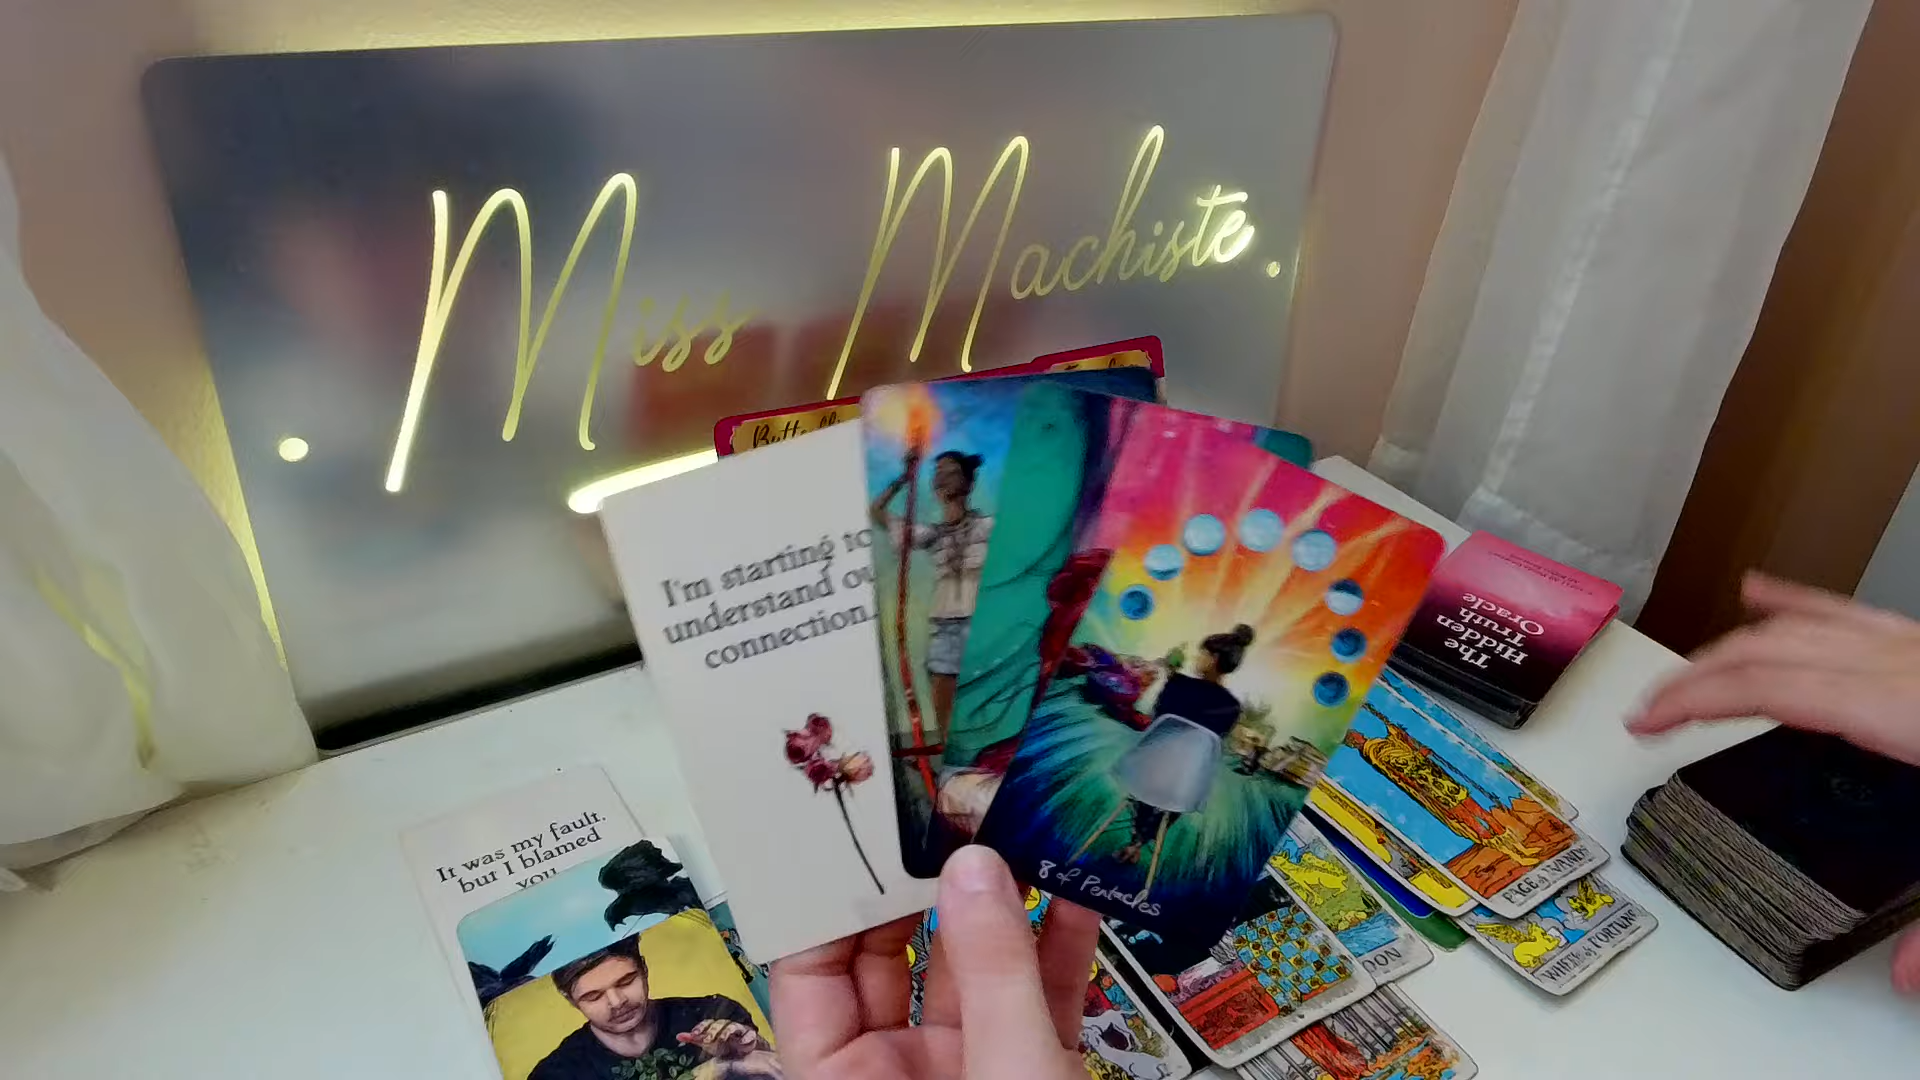 . Miss Machiste.
I'm starting to
understand
connection.
8 of Pentacles
The
Hidden
Truth
Oracle
It was my fault.
but I blamed
you
PAGE of WANDS
WHEEL of FORTUNE